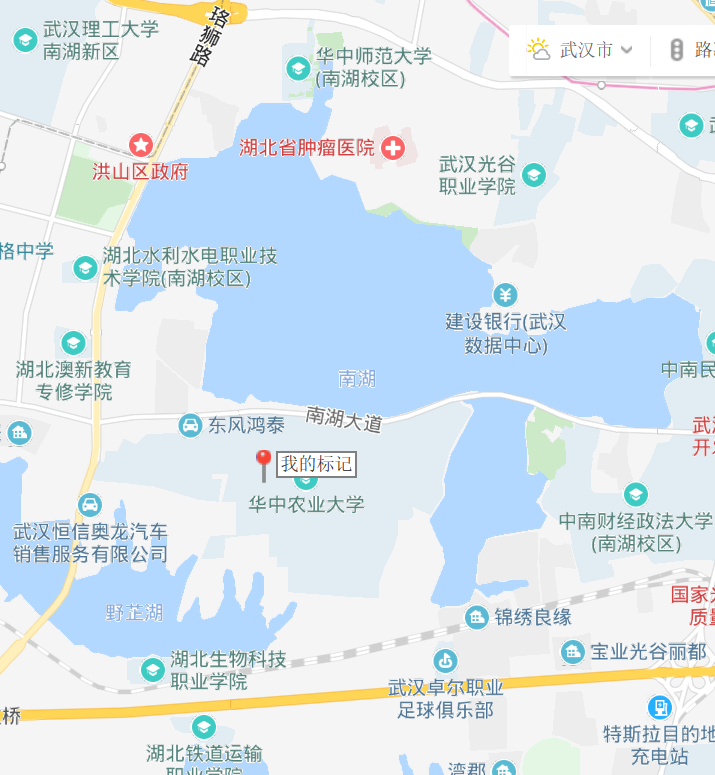 武汉理工大学
南湖新区
珞狮路
华中师范大学
(南湖校区)
武汉市
路
湖北省肿瘤医院
洪山区政府
武汉光谷
职业学院
武
格中学
湖北水利水电职业技
术学院(南湖校区)
¥
建设银行(武汉
数据中心)
湖北澳新教育
专修学院
南湖
中南民
东风鸿泰
南湖大道
武汉
开发
我的标记
华中农业大学
武汉恒信奥龙汽车
销售服务有限公司
中南财经政法大学
(南湖校区)
野芷湖
国家
质量
锦绣良缘
湖北生物科技
职业学院
宝业光谷丽都
武汉卓尔职业
足球俱乐部
桥
特斯拉目的地
充电站
湖北铁道运输
职业学院
湾郡